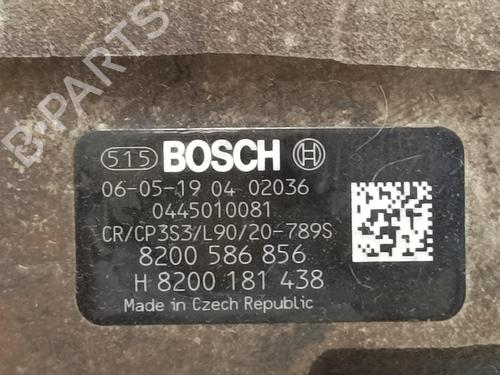 B-PARTS
515 BOSCH
06-05-19 04 02036
0445010081
CR/CP3S3/L90/20-789S
8200 586 856
H 8200 181 438
Made in Czech Republic